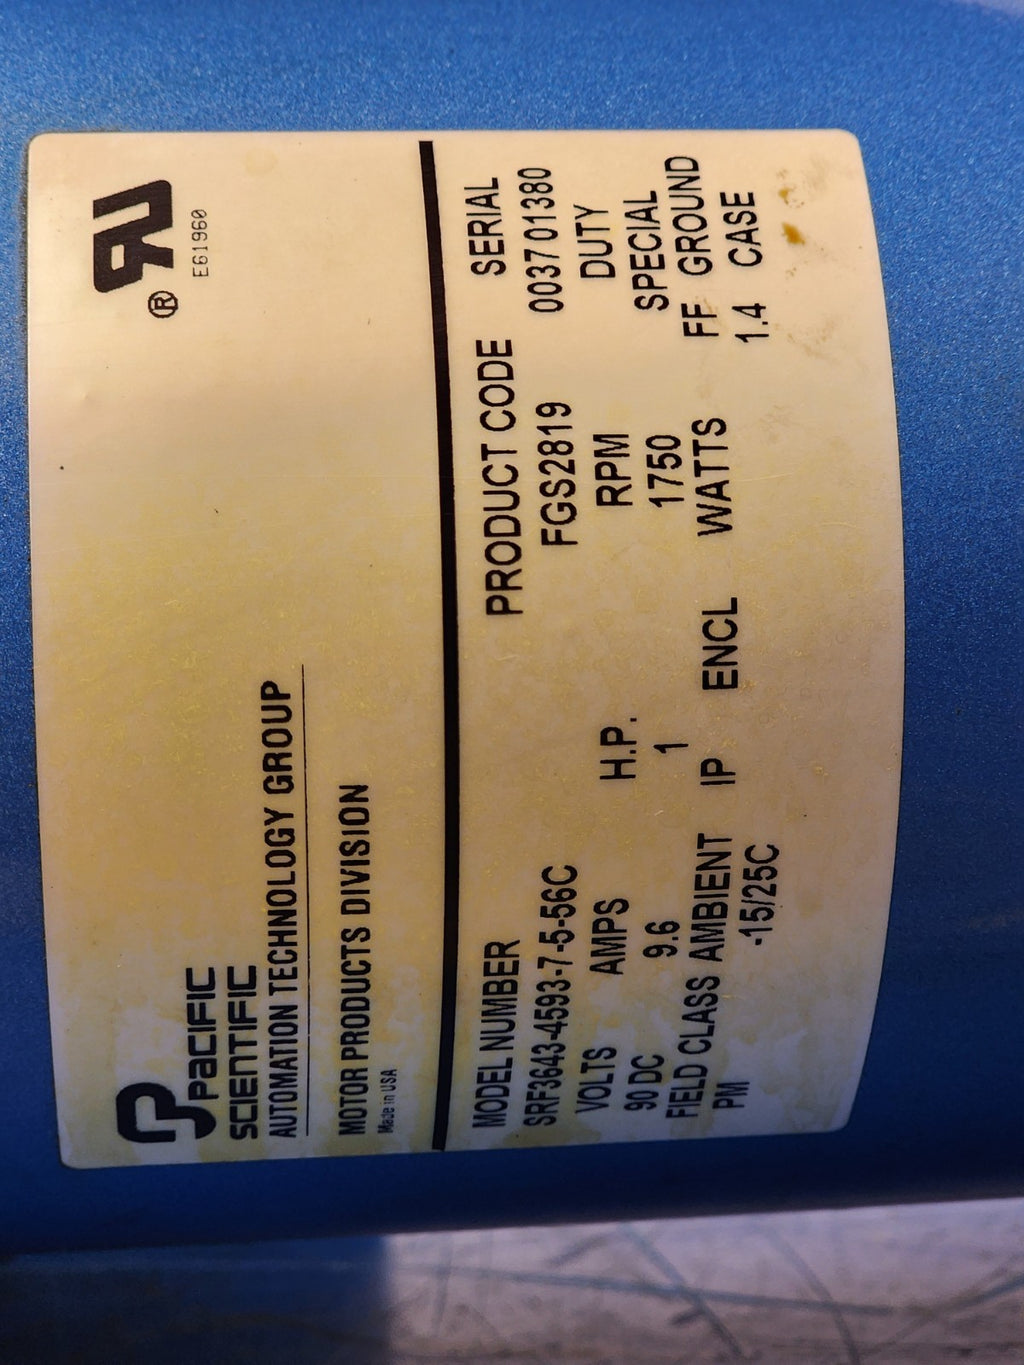 PACIFIC
SCIENTIFIC
AUTOMATION TECHNOLOGY GROUP
MOTOR PRODUCTS DIVISION
Made in USA
®
E61960
MODEL NUMBER PRODUCT CODE SERIAL
SRF3643-4593-7-5-56C FGS2819 0037 01380
VOLTS AMPS H.P. RPM DUTY
90 DC 9.6 1 1750 SPECIAL
FIELD CLASS AMBIENT IP ENCL WATTS FF GROUND
PM -15/25C 1.4 CASE